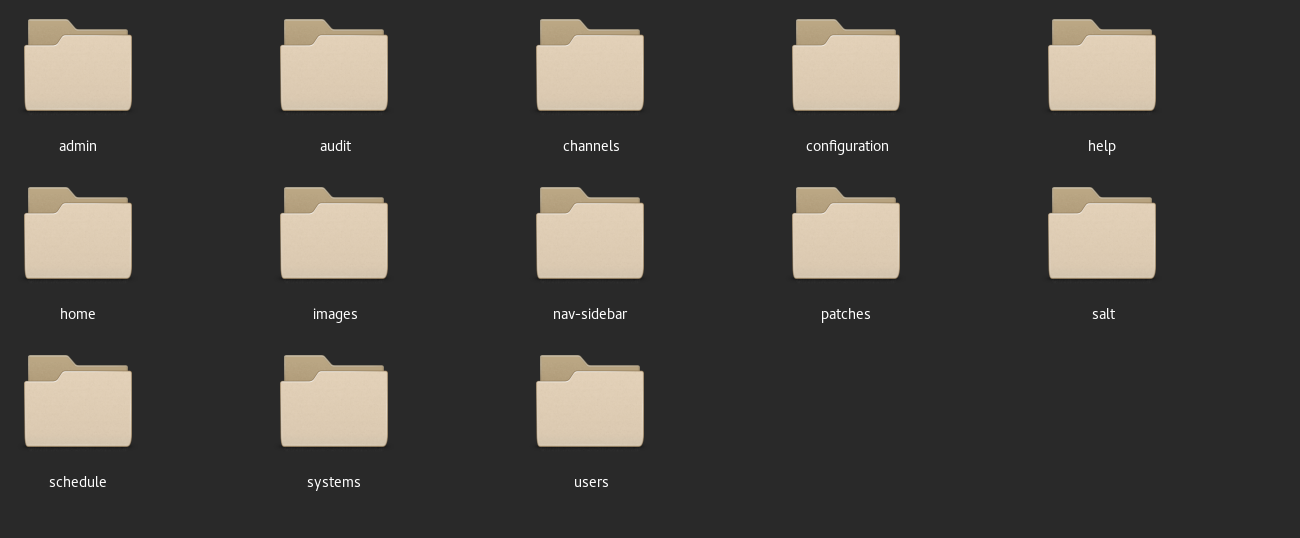 admin
audit
channels
configuration
help
home
images
nav-sidebar
patches
salt
schedule
systems
users